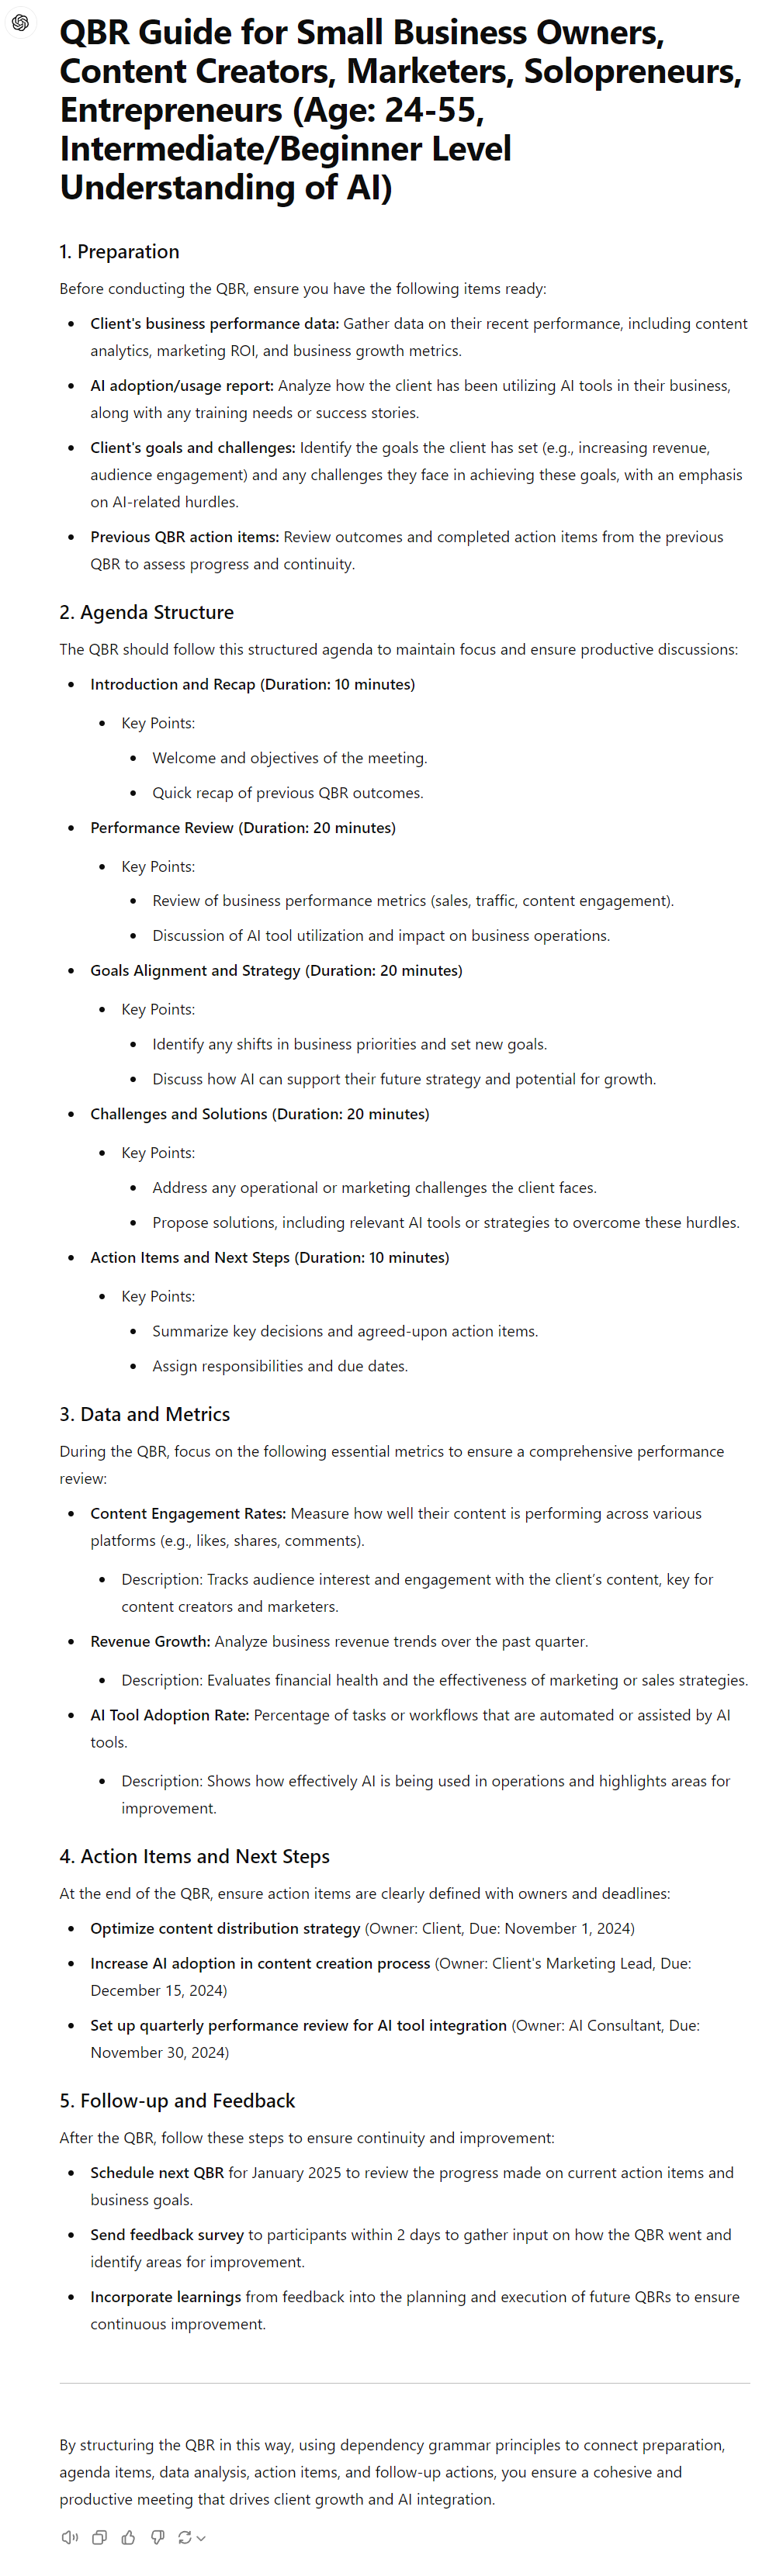 QBR Guide for Small Business Owners,
Content Creators, Marketers, Solopreneurs,
Entrepreneurs (Age: 24-55,
Intermediate/Beginner Level
Understanding of AI)
1. Preparation
Before conducting the QBR, ensure you have the following items ready:
• Client's business performance data: Gather data on their recent performance, including content
analytics, marketing ROI, and business growth metrics.
• AI adoption/usage report: Analyze how the client has been utilizing AI tools in their business,
along with any training needs or success stories.
• Client's goals and challenges: Identify the goals the client has set (e.g., increasing revenue,
audience engagement) and any challenges they face in achieving these goals, with an emphasis
on AI-related hurdles.
• Previous QBR action items: Review outcomes and completed action items from the previous
QBR to assess progress and continuity.
2. Agenda Structure
The QBR should follow this structured agenda to maintain focus and ensure productive discussions:
• Introduction and Recap (Duration: 10 minutes)
• Key Points:
• Welcome and objectives of the meeting.
• Quick recap of previous QBR outcomes.
• Performance Review (Duration: 20 minutes)
• Key Points:
• Review of business performance metrics (sales, traffic, content engagement).
• Discussion of AI tool utilization and impact on business operations.
• Goals Alignment and Strategy (Duration: 20 minutes)
• Key Points:
• Identify any shifts in business priorities and set new goals.
• Discuss how AI can support their future strategy and potential for growth.
• Challenges and Solutions (Duration: 20 minutes)
• Key Points:
• Address any operational or marketing challenges the client faces.
• Propose solutions, including relevant AI tools or strategies to overcome these hurdles.
• Action Items and Next Steps (Duration: 10 minutes)
• Key Points:
• Summarize key decisions and agreed-upon action items.
• Assign responsibilities and due dates.
3. Data and Metrics
During the QBR, focus on the following essential metrics to ensure a comprehensive performance
review:
• Content Engagement Rates: Measure how well their content is performing across various
platforms (e.g., likes, shares, comments).
• Description: Tracks audience interest and engagement with the client’s content, key for
content creators and marketers.
• Revenue Growth: Analyze business revenue trends over the past quarter.
• Description: Evaluates financial health and the effectiveness of marketing or sales strategies.
• AI Tool Adoption Rate: Percentage of tasks or workflows that are automated or assisted by AI
tools.
• Description: Shows how effectively AI is being used in operations and highlights areas for
improvement.
4. Action Items and Next Steps
At the end of the QBR, ensure action items are clearly defined with owners and deadlines:
• Optimize content distribution strategy (Owner: Client, Due: November 1, 2024)
• Increase AI adoption in content creation process (Owner: Client's Marketing Lead, Due:
December 15, 2024)
• Set up quarterly performance review for AI tool integration (Owner: AI Consultant, Due:
November 30, 2024)
5. Follow-up and Feedback
After the QBR, follow these steps to ensure continuity and improvement:
• Schedule next QBR for January 2025 to review the progress made on current action items and
business goals.
• Send feedback survey to participants within 2 days to gather input on how the QBR went and
identify areas for improvement.
• Incorporate learnings from feedback into the planning and execution of future QBRs to ensure
continuous improvement.
By structuring the QBR in this way, using dependency grammar principles to connect preparation,
agenda items, data analysis, action items, and follow-up actions, you ensure a cohesive and
productive meeting that drives client growth and AI integration.